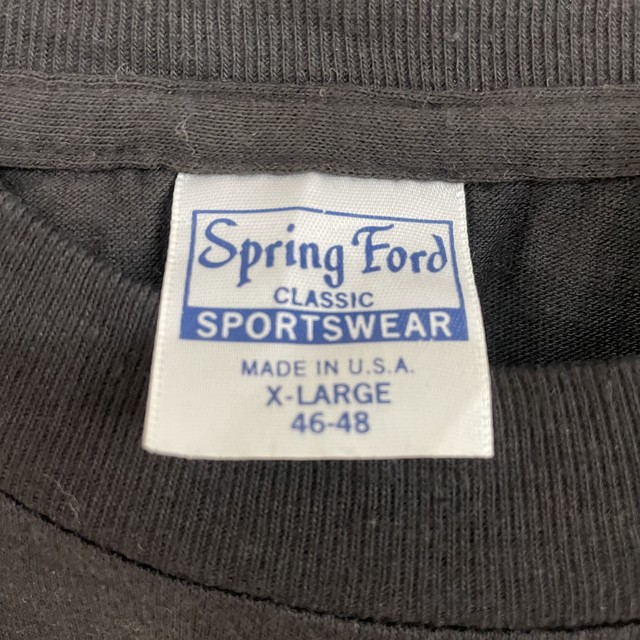 Spring Ford
CLASSIC
SPORTSWEAR
MADE IN U.S.A.
X-LARGE
46-48